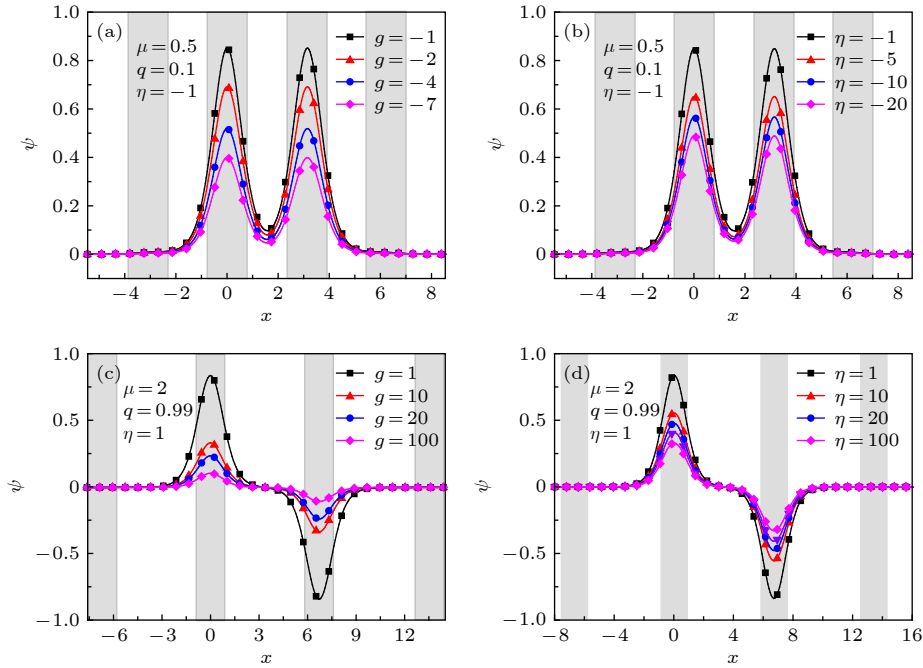 (a)
μ=0.5
q=0.1
η=−1
g=−1
g=−2
g=−4
g=−7
1.0
0.8
0.6
0.4
0.2
0
ψ
−4 −2 0 2 4 6 8
x
(b)
μ=0.5
q=0.1
η=−1
η=−1
η=−5
η=−10
η=−20
1.0
0.8
0.6
0.4
0.2
0
ψ
−4 −2 0 2 4 6 8
x
(c)
μ=2
q=0.99
η=1
g=1
g=10
g=20
g=100
1.0
0.5
0
−0.5
−1.0
ψ
−6 −3 0 3 6 9 12
x
(d)
μ=2
q=0.99
η=1
η=1
η=10
η=20
η=100
1.0
0.5
0
−0.5
−1.0
ψ
−8 −4 0 4 8 12 16
x